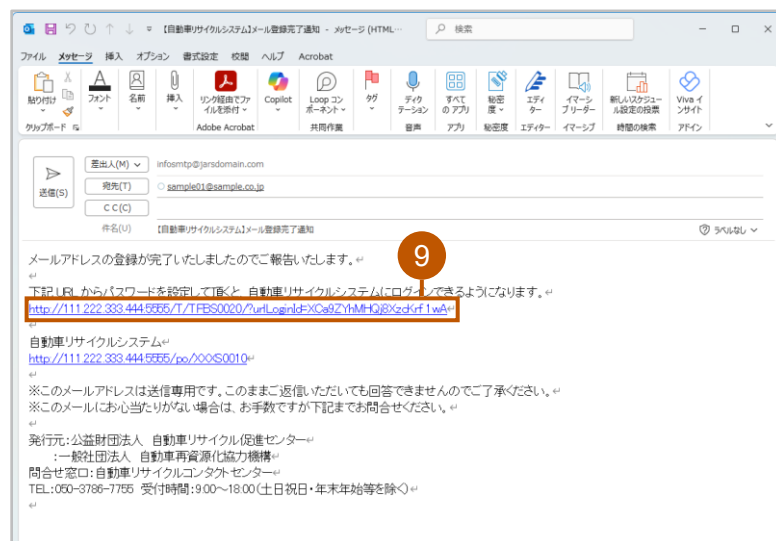 【自動車リサイクルシステム】メール登録完了通知 - メッセージ (HTML…
検索
ファイル メッセージ 挿入 オプション 書式設定 校閲 ヘルプ Acrobat
貼り付け
フォント
名前
挿入
リンク経由でファイルを添付
Copilot
Loop コンポーネント
タグ
ディクテーション
すべてのアプリ
秘密度
エディター
イマーシブリーダー
新しいスケジュール設定の投票
Viva インサイト
クリップボード
Adobe Acrobat
共同作業
音声
アプリ
秘密度
エディター
イマーシブ
時間の検索
アドイン
送信(S)
差出人(M) infosmtp@jarsdomain.com
宛先(T) sample01@sample.co.jp
CC(C)
件名(U) 【自動車リサイクルシステム】メール登録完了通知
ラベルなし
9
メールアドレスの登録が完了いたしましたのでご報告いたします。
下記 URL からパスワードを設定して頂くと 自動車リサイクルシステムにログインできるようになります。
http://111.222.333.444:5555/T/TFBS0020/?urlLoginId=XCa9ZYhMHQj8XzcKrf1wA
自動車リサイクルシステム
http://111.222.333.444:5555/po/XXXS0010
※このメールアドレスは送信専用です。このままご返信いただいても回答できませんのでご了承ください。
※このメールにお心当たりがない場合は、お手数ですが下記までお問合せください。
発行元:公益財団法人 自動車リサイクル促進センター
:一般社団法人 自動車再資源化協力機構
問合せ窓口:自動車リサイクルコンタクトセンター
TEL:050-3786-7755 受付時間:9:00~18:00(土日祝日・年末年始等を除く)